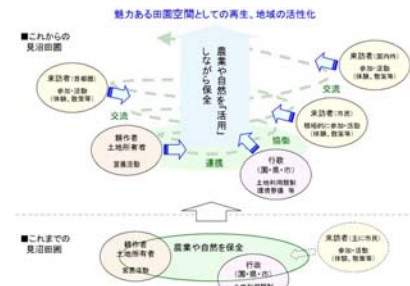 魅力ある田園空間としての再生、地域の活性化
■これからの
見沼田圃
農業や自然を「活用」
しながら保全
来訪者(首都圏)
参加・活動
(体験、散策等)
来訪者(国内外)
参加・活動
(体験、散策等)
交流
交流
来訪者(市民)
積極的に参加・活動
(体験、散策等)
協働
連携
耕作者
土地所有者
営農活動
行政
(国・県・市)
土地利用規制
環境整備 等
■これまでの
見沼田圃
耕作者
土地所有者
営農活動
農業や自然を保全
行政
(国・県・市)
来訪者(主に市民)
参加・活動
(体験、散策等)